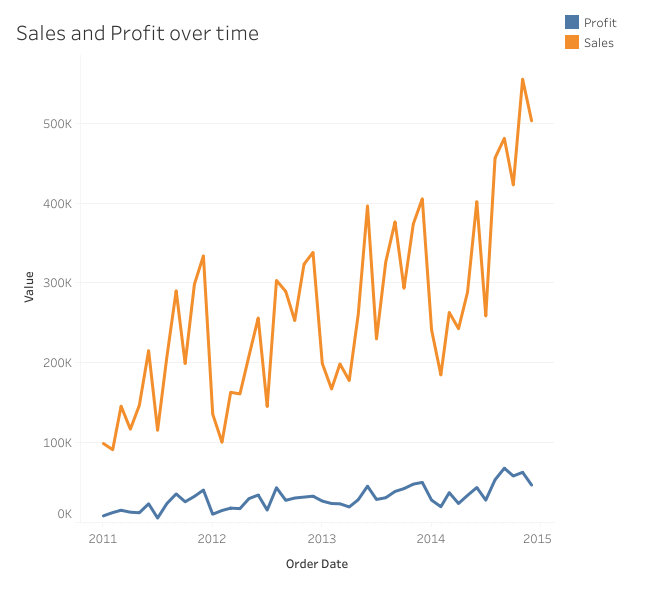 Sales and Profit over time
Profit
Sales
500K
400K
300K
200K
100K
0K
Value
2011
2012
2013
2014
2015
Order Date